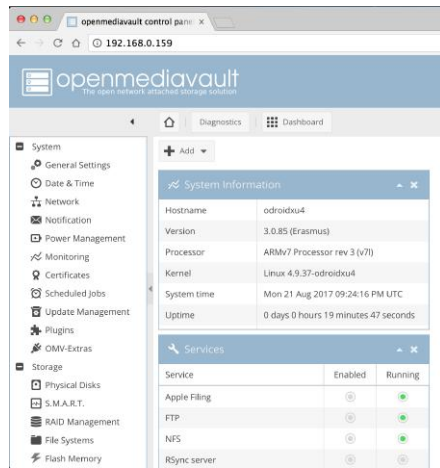 openmediavault control pane
192.168.0.159
openmediavault
The open network attached storage solution
Diagnostics
Dashboard
System
General Settings
Date & Time
Network
Notification
Power Management
Monitoring
Certificates
Scheduled Jobs
Update Management
Plugins
OMV-Extras
Storage
Physical Disks
S.M.A.R.T.
RAID Management
File Systems
Flash Memory
Add
System Information
Hostname odroidxu4
Version 3.0.85 (Erasmus)
Processor ARMv7 Processor rev 3 (v7l)
Kernel Linux 4.9.37-odroidxu4
System time Mon 21 Aug 2017 09:24:16 PM UTC
Uptime 0 days 0 hours 19 minutes 47 seconds
Services
Service Enabled Running
Apple Filing
FTP
NFS
RSync server